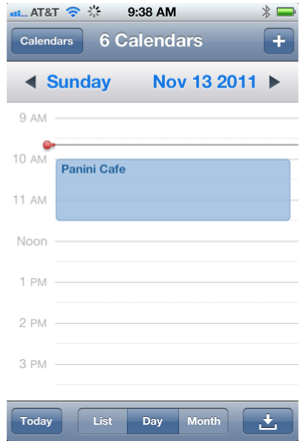 AT&T 9:38 AM
Calendars 6 Calendars +
Sunday Nov 13 2011
9 AM
10 AM
Panini Cafe
11 AM
Noon
1 PM
2 PM
3 PM
Today List Day Month